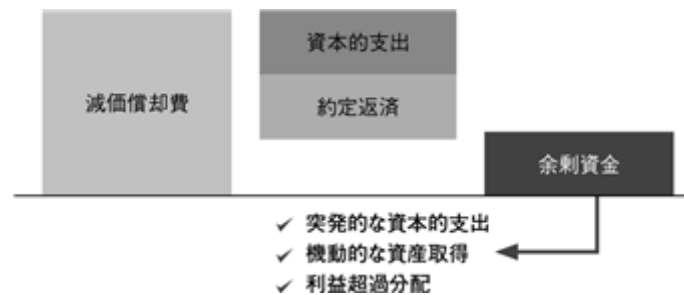 資本的支出
減価償却費
約定返済
余剰資金
✓ 突発的な資本的支出
✓ 機動的な資産取得
✓ 利益超過分配